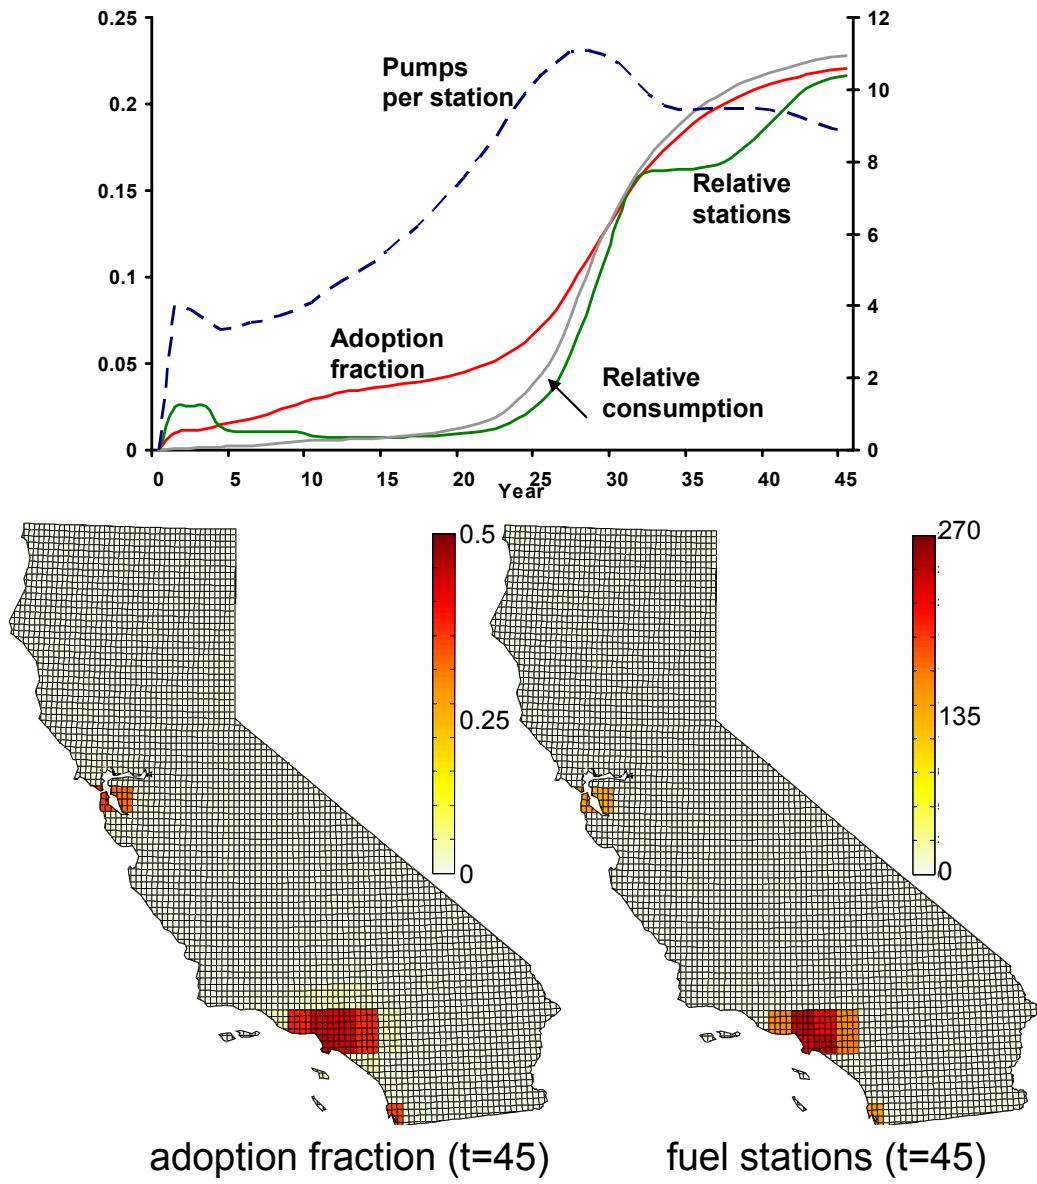 0.25
12
Pumps
per station
0.2
10
0.15
8
Relative
stations
6
0.1
4
Adoption
fraction
0.05
2
Relative
consumption
0
0
0 5 10 15 20 25 30 35 40 45
Year
0.5
0.25
0
270
135
0
adoption fraction (t=45)
fuel stations (t=45)